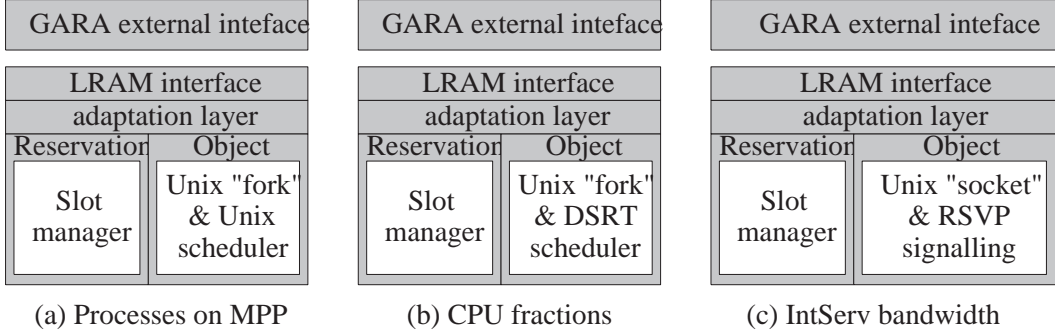 GARA external inteface
LRAM interface
adaptation layer
Reservation
Object
Slot
manager
Unix "fork"
& Unix
scheduler
(a) Processes on MPP
GARA external inteface
LRAM interface
adaptation layer
Reservation
Object
Slot
manager
Unix "fork"
& DSRT
scheduler
(b) CPU fractions
GARA external inteface
LRAM interface
adaptation layer
Reservation
Object
Slot
manager
Unix "socket"
& RSVP
signalling
(c) IntServ bandwidth